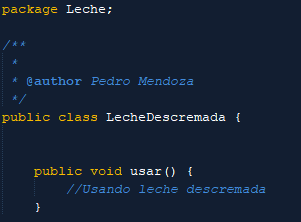 package Leche;
/**
 *
 * @author Pedro Mendoza
 */
public class LecheDescremada {
    public void usar() {
        //Usando leche descremada
    }